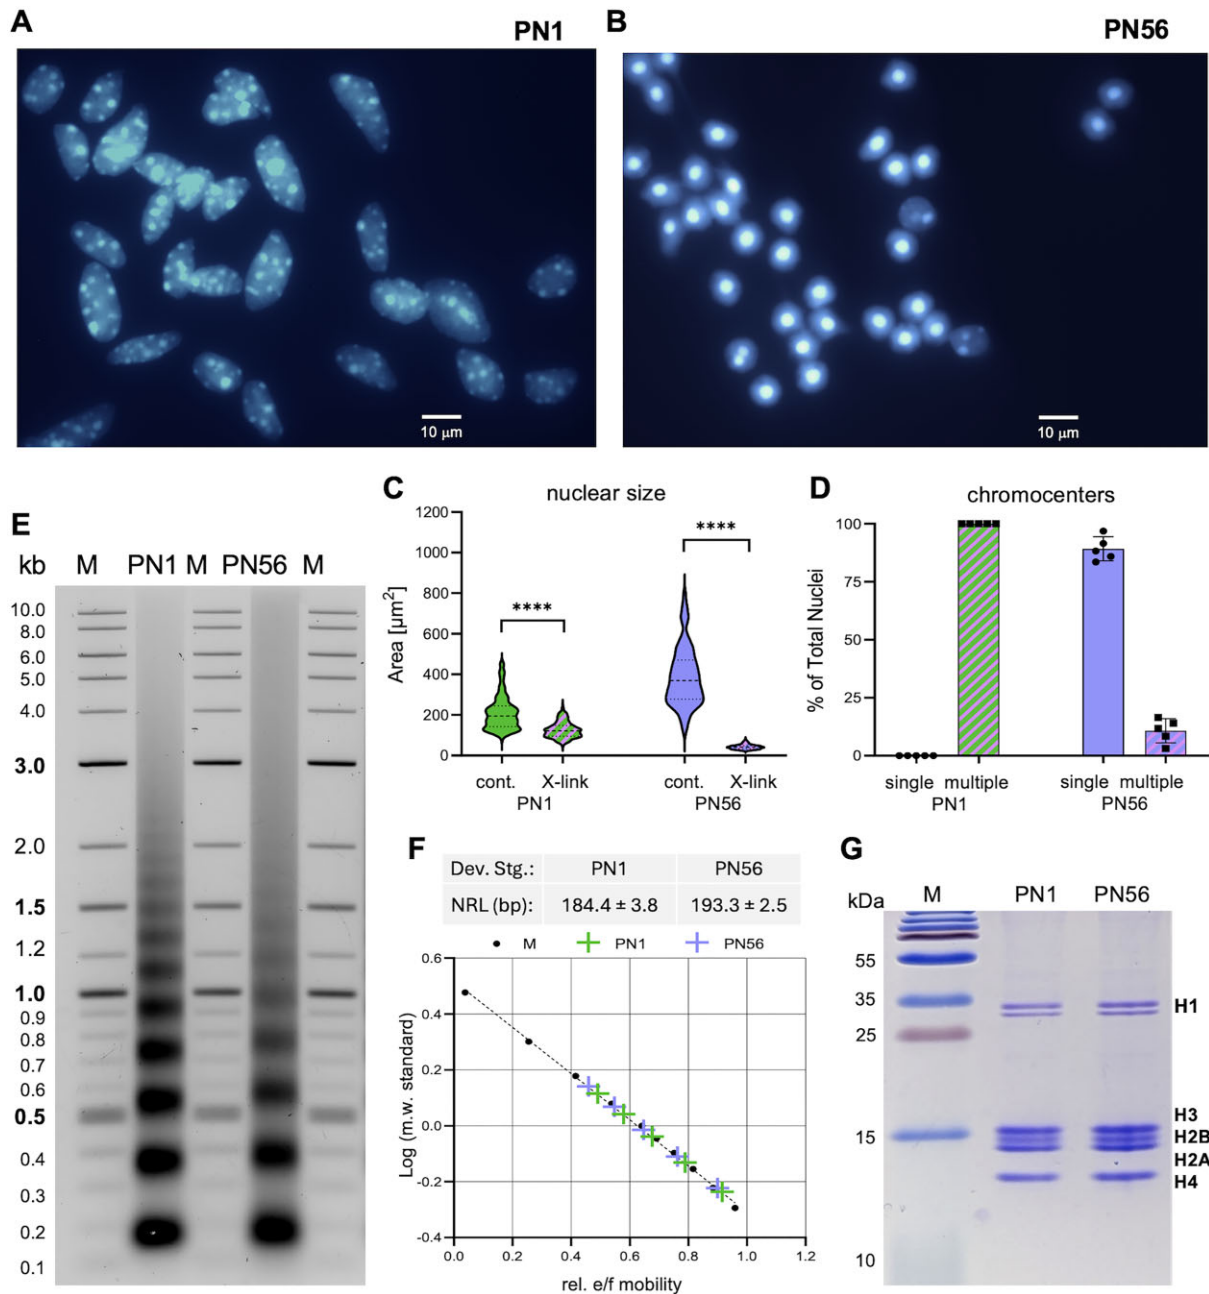 A
PN1
10 µm
B
PN56
10 µm
C
nuclear size
Area [µm²]
1200
1000
800
600
400
200
0
****
****
cont. X-link
PN1
cont. X-link
PN56
D
chromocenters
% of Total Nuclei
100
75
50
25
0
single multiple
PN1
single multiple
PN56
E
kb M PN1 M PN56 M
10.0
8.0
6.0
5.0
4.0
3.0
2.0
1.5
1.2
1.0
0.9
0.8
0.7
0.6
0.5
0.4
0.3
0.2
0.1
F
Dev. Stg.: PN1 PN56
NRL (bp): 184.4 ± 3.8 193.3 ± 2.5
M PN1 PN56
Log (m.w. standard)
0.6
0.4
0.2
0.0
-0.2
-0.4
0.0 0.2 0.4 0.6 0.8 1.0 1.2
rel. e/f mobility
G
kDa M PN1 PN56
55
35
25
15
10
H1
H3
H2B
H2A
H4